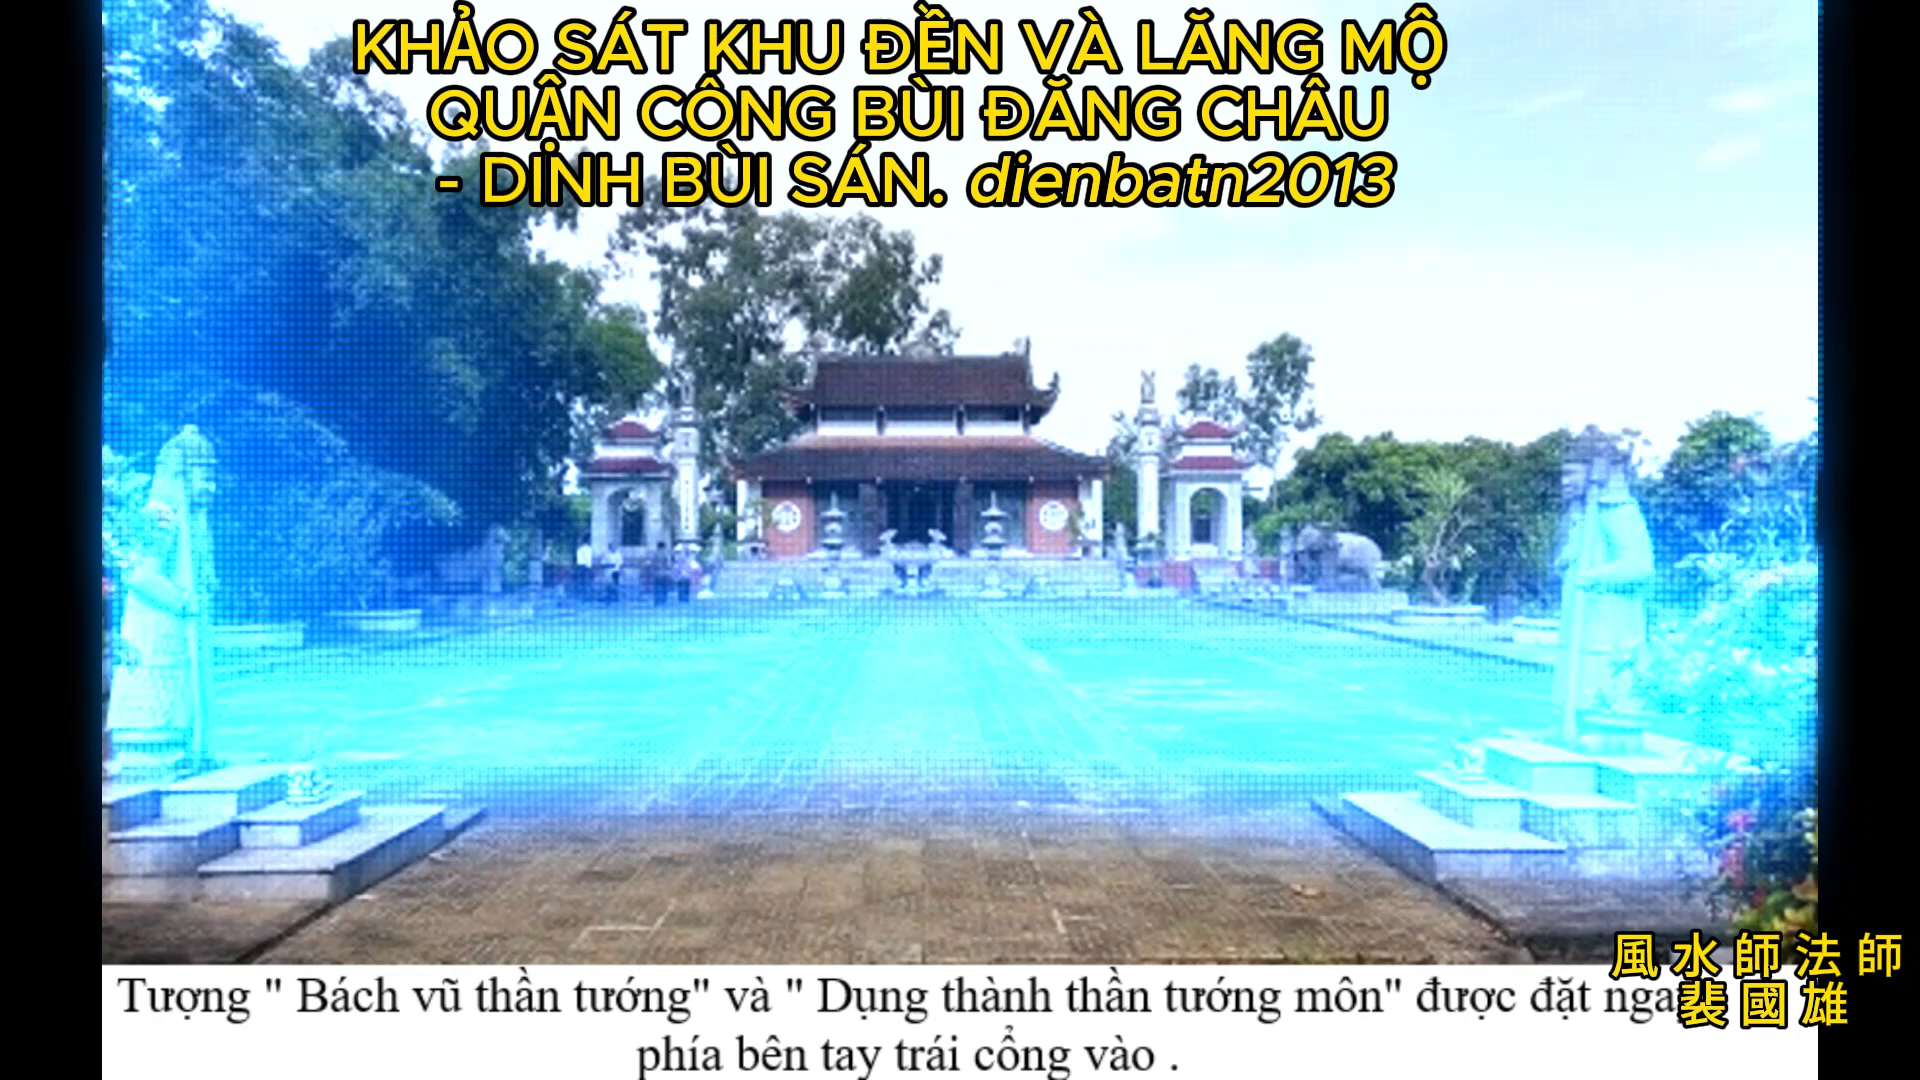 KHẢO SÁT KHU ĐỀN VÀ LĂNG MỘ
QUẬN CÔNG BÙI ĐĂNG CHÂU
- DINH BÙI SÁN. dienbatn2013
風水師法師
裴國雄
Tượng " Bách vũ thần tướng" và " Dụng thành thần tướng môn" được đặt
phía bên tay trái cổng vào .